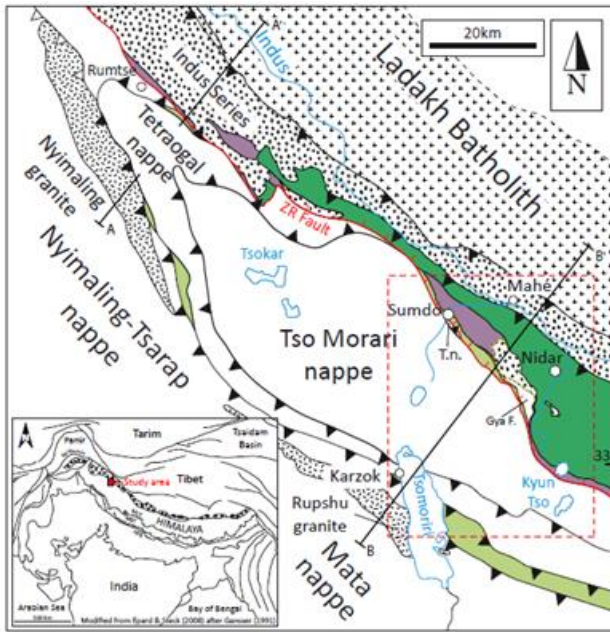 20km
N
A'
Rumtse
Indus Series
Indus
Ladakh Batholith
Tetraogal
nappe
Nyimaling
granite
A
Nyimaling-Tsarap
nappe
ZR Fault
Tsokar
B'
Mahe
Sumdo
T.n.
Nidar
Tso Morari
nappe
Gya F.
33
Karzok
Kyun
Tso
Rupshu
granite
Tsomoriri
B
Mata
nappe
Pamir
Tarim
Tsaidam
Basin
Study area
Tibet
HIMALAYA
India
Arabian Sea
Bay of Bengal
Modified from Epard & Steck (2008) after Gansser (1991)